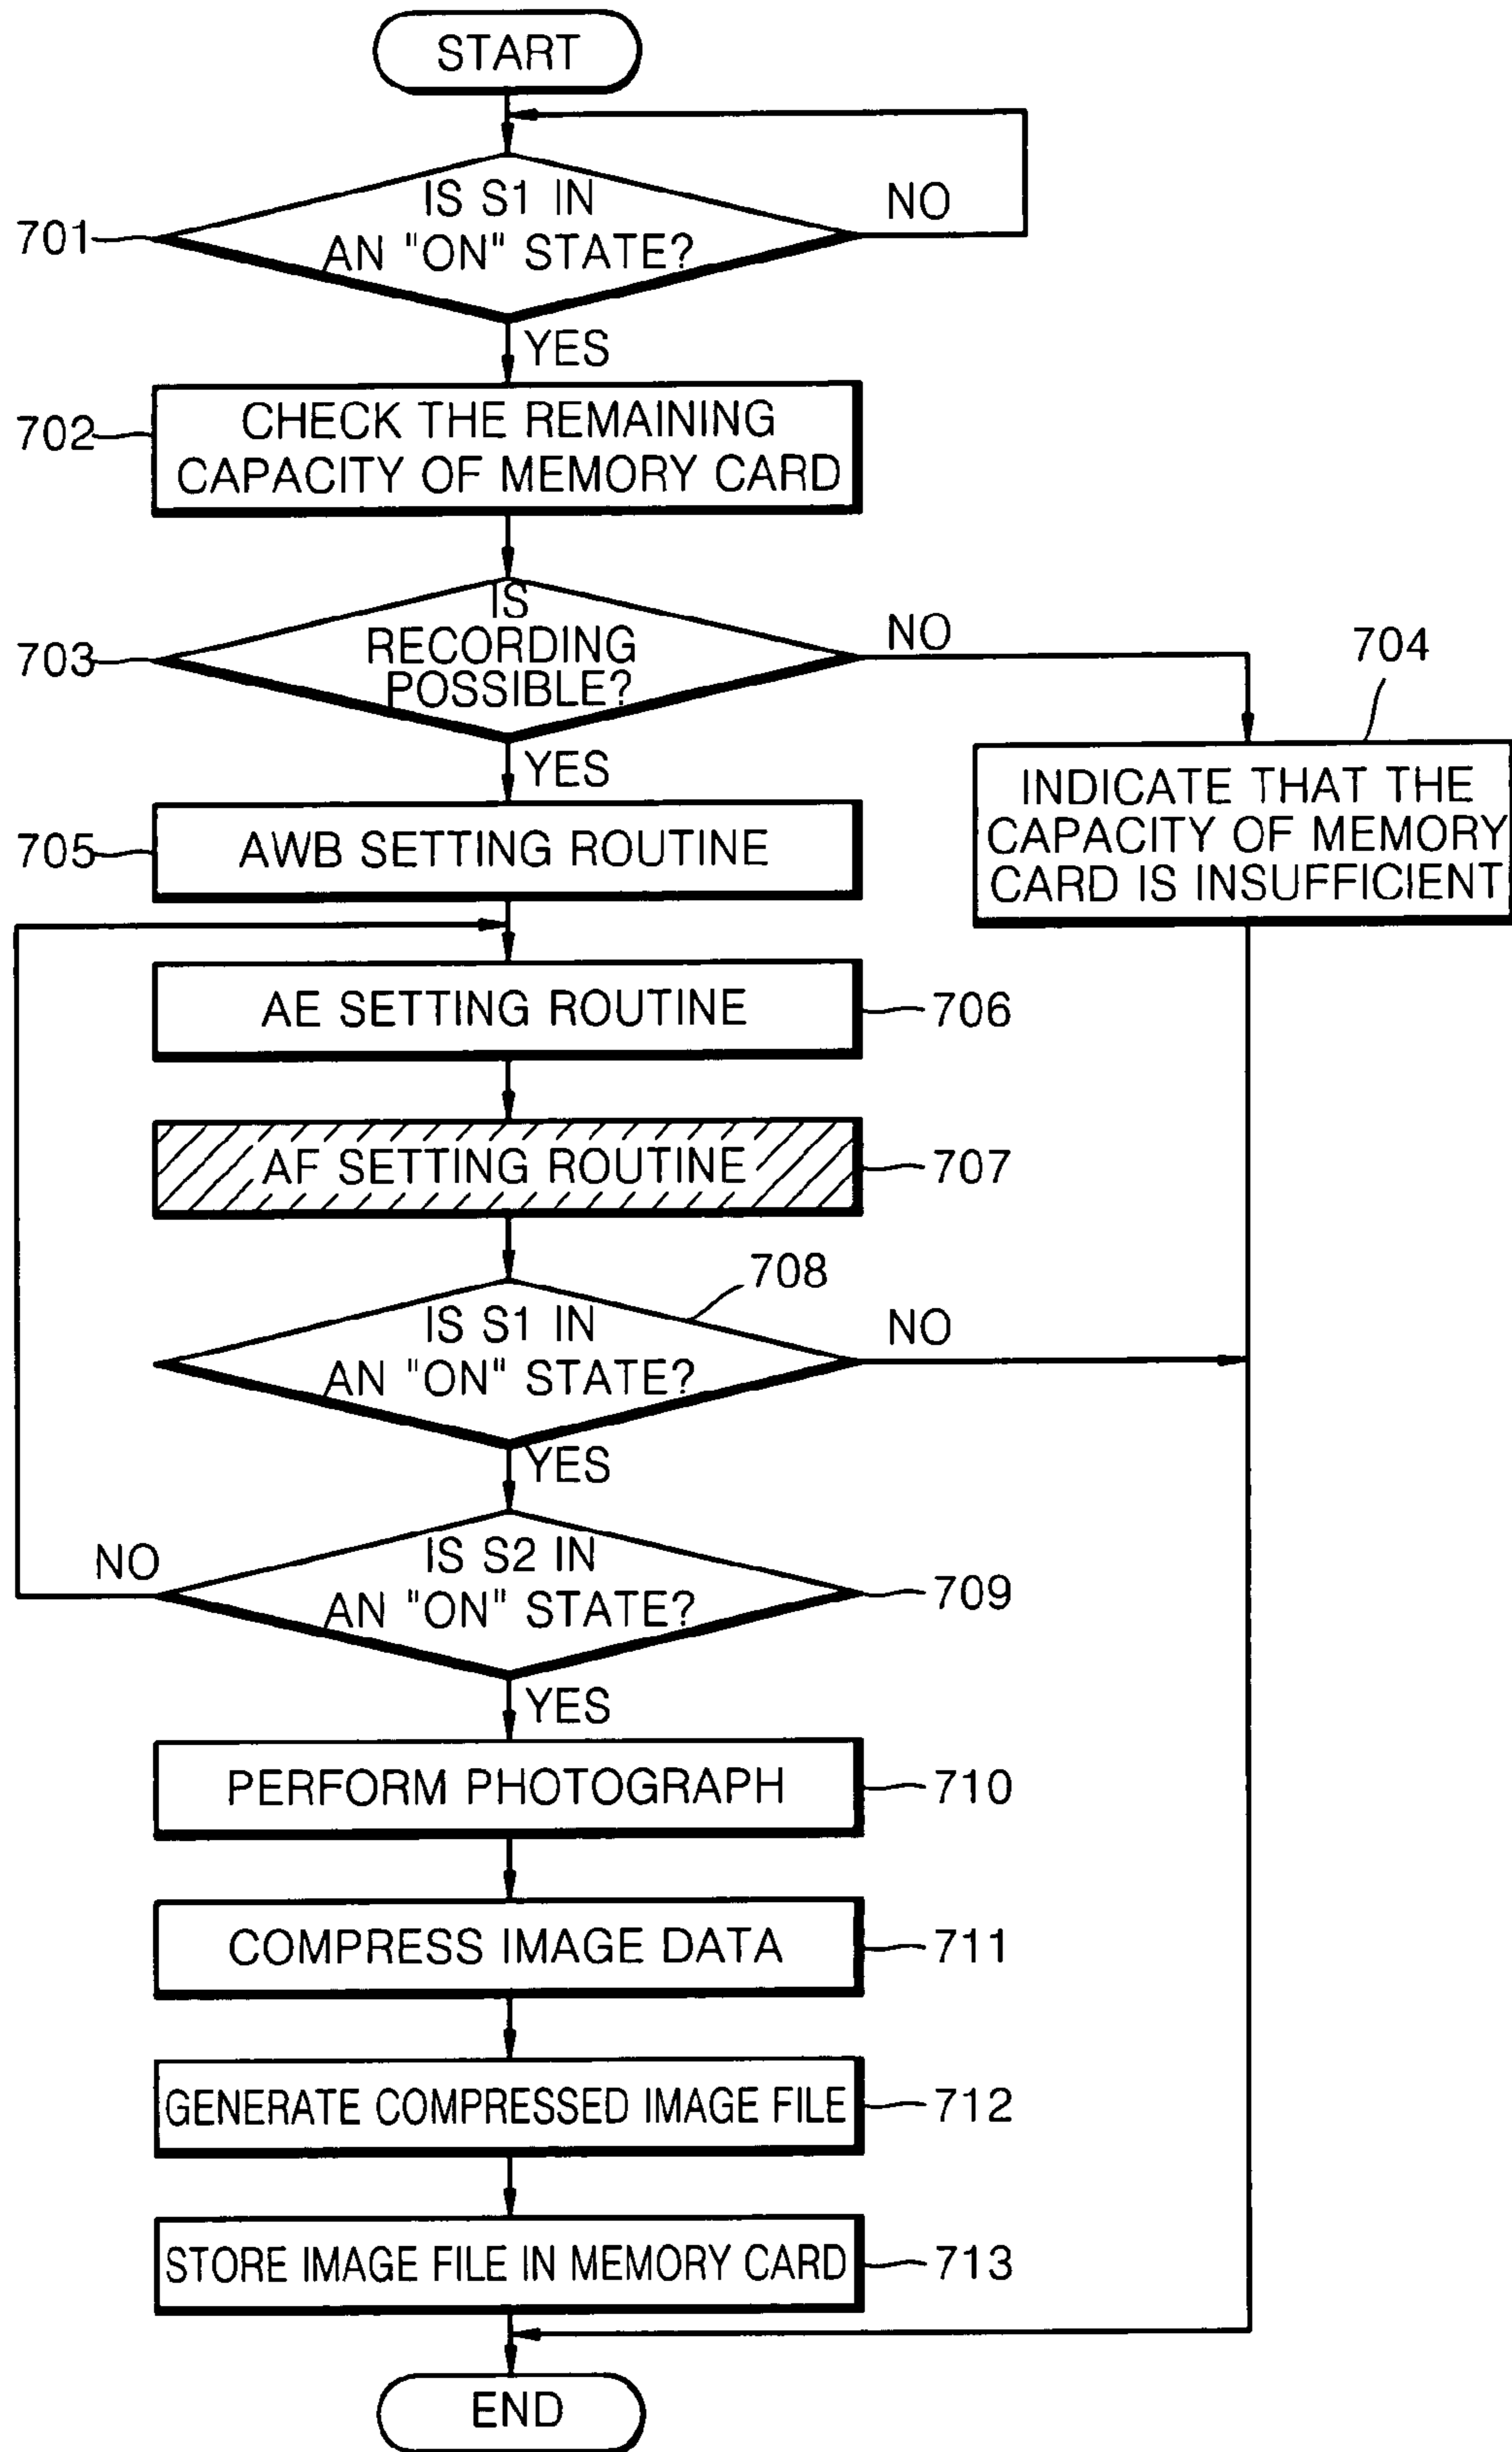 START
IS S1 IN
AN "ON" STATE?
NO
701
YES
702
CHECK THE REMAINING
CAPACITY OF MEMORY CARD
703
IS
RECORDING
POSSIBLE?
NO
704
YES
INDICATE THAT THE
CAPACITY OF MEMORY
CARD IS INSUFFICIENT
705
AWB SETTING ROUTINE
AE SETTING ROUTINE
706
AF SETTING ROUTINE
707
708
IS S1 IN
AN "ON" STATE?
NO
YES
NO
IS S2 IN
AN "ON" STATE?
709
YES
PERFORM PHOTOGRAPH
710
COMPRESS IMAGE DATA
711
GENERATE COMPRESSED IMAGE FILE
712
STORE IMAGE FILE IN MEMORY CARD
713
END